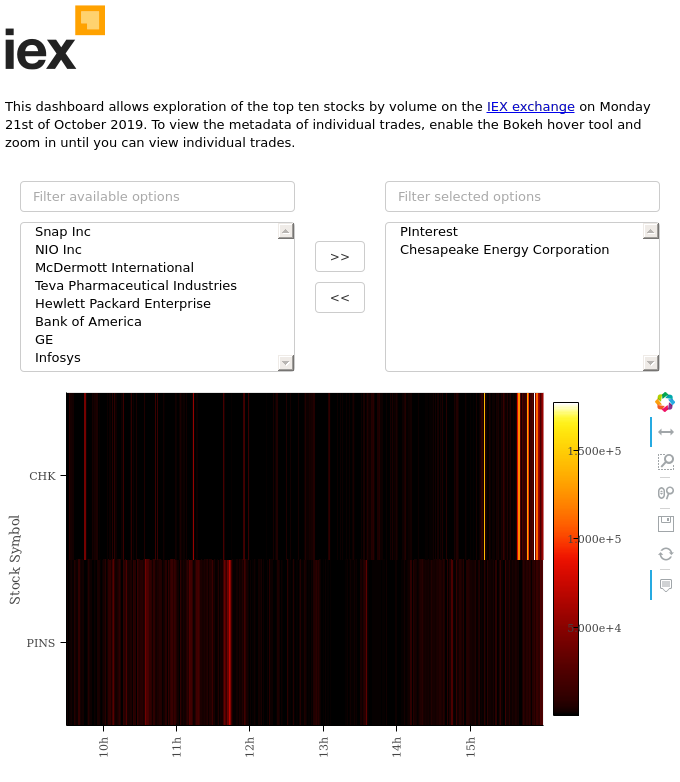 iex
This dashboard allows exploration of the top ten stocks by volume on the IEX exchange on Monday
21st of October 2019. To view the metadata of individual trades, enable the Bokeh hover tool and
zoom in until you can view individual trades.
Filter available options
Filter selected options
Snap Inc
NIO Inc
McDermott International
Teva Pharmaceutical Industries
Hewlett Packard Enterprise
Bank of America
GE
Infosys
>>
<<
PInterest
Chesapeake Energy Corporation
Stock Symbol
CHK
PINS
10h
11h
12h
13h
14h
15h
1.500e+5
1.000e+5
5.000e+4